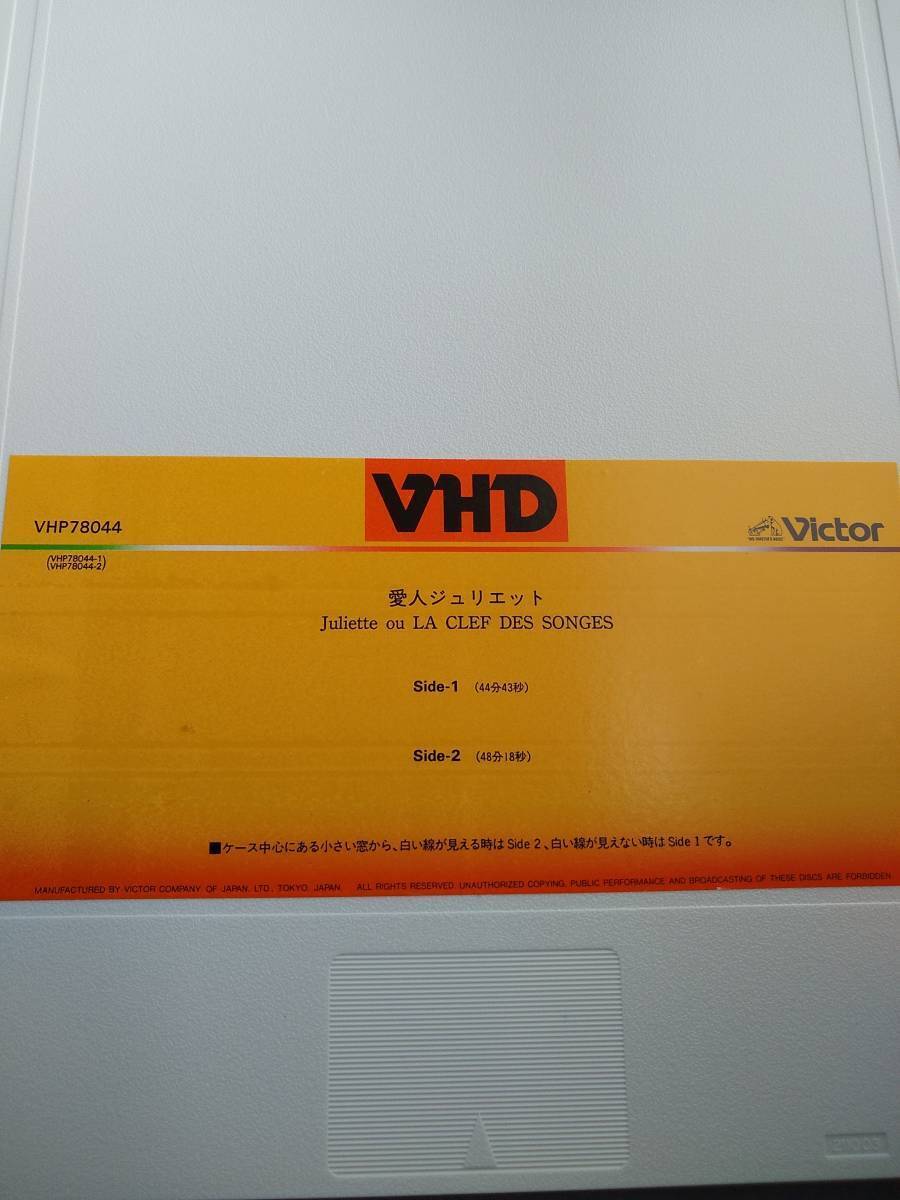 VHD
VHP78044
"HIS MASTER'S VOICE" Victor
(VHP78044-1)
(VHP78044-2)
愛人ジュリエット
Juliette ou LA CLEF DES SONGES
Side-1 (44分43秒)
Side-2 (48分18秒)
■ケース中心にある小さい窓から、白い線が見える時はSide 2、白い線が見えない時はSide 1です。
MANUFACTURED BY VICTOR COMPANY OF JAPAN, LTD., TOKYO, JAPAN. ALL RIGHTS RESERVED. UNAUTHORIZED COPYING, PUBLIC PERFORMANCE AND BROADCASTING OF THESE DISCS ARE FORBIDDEN.